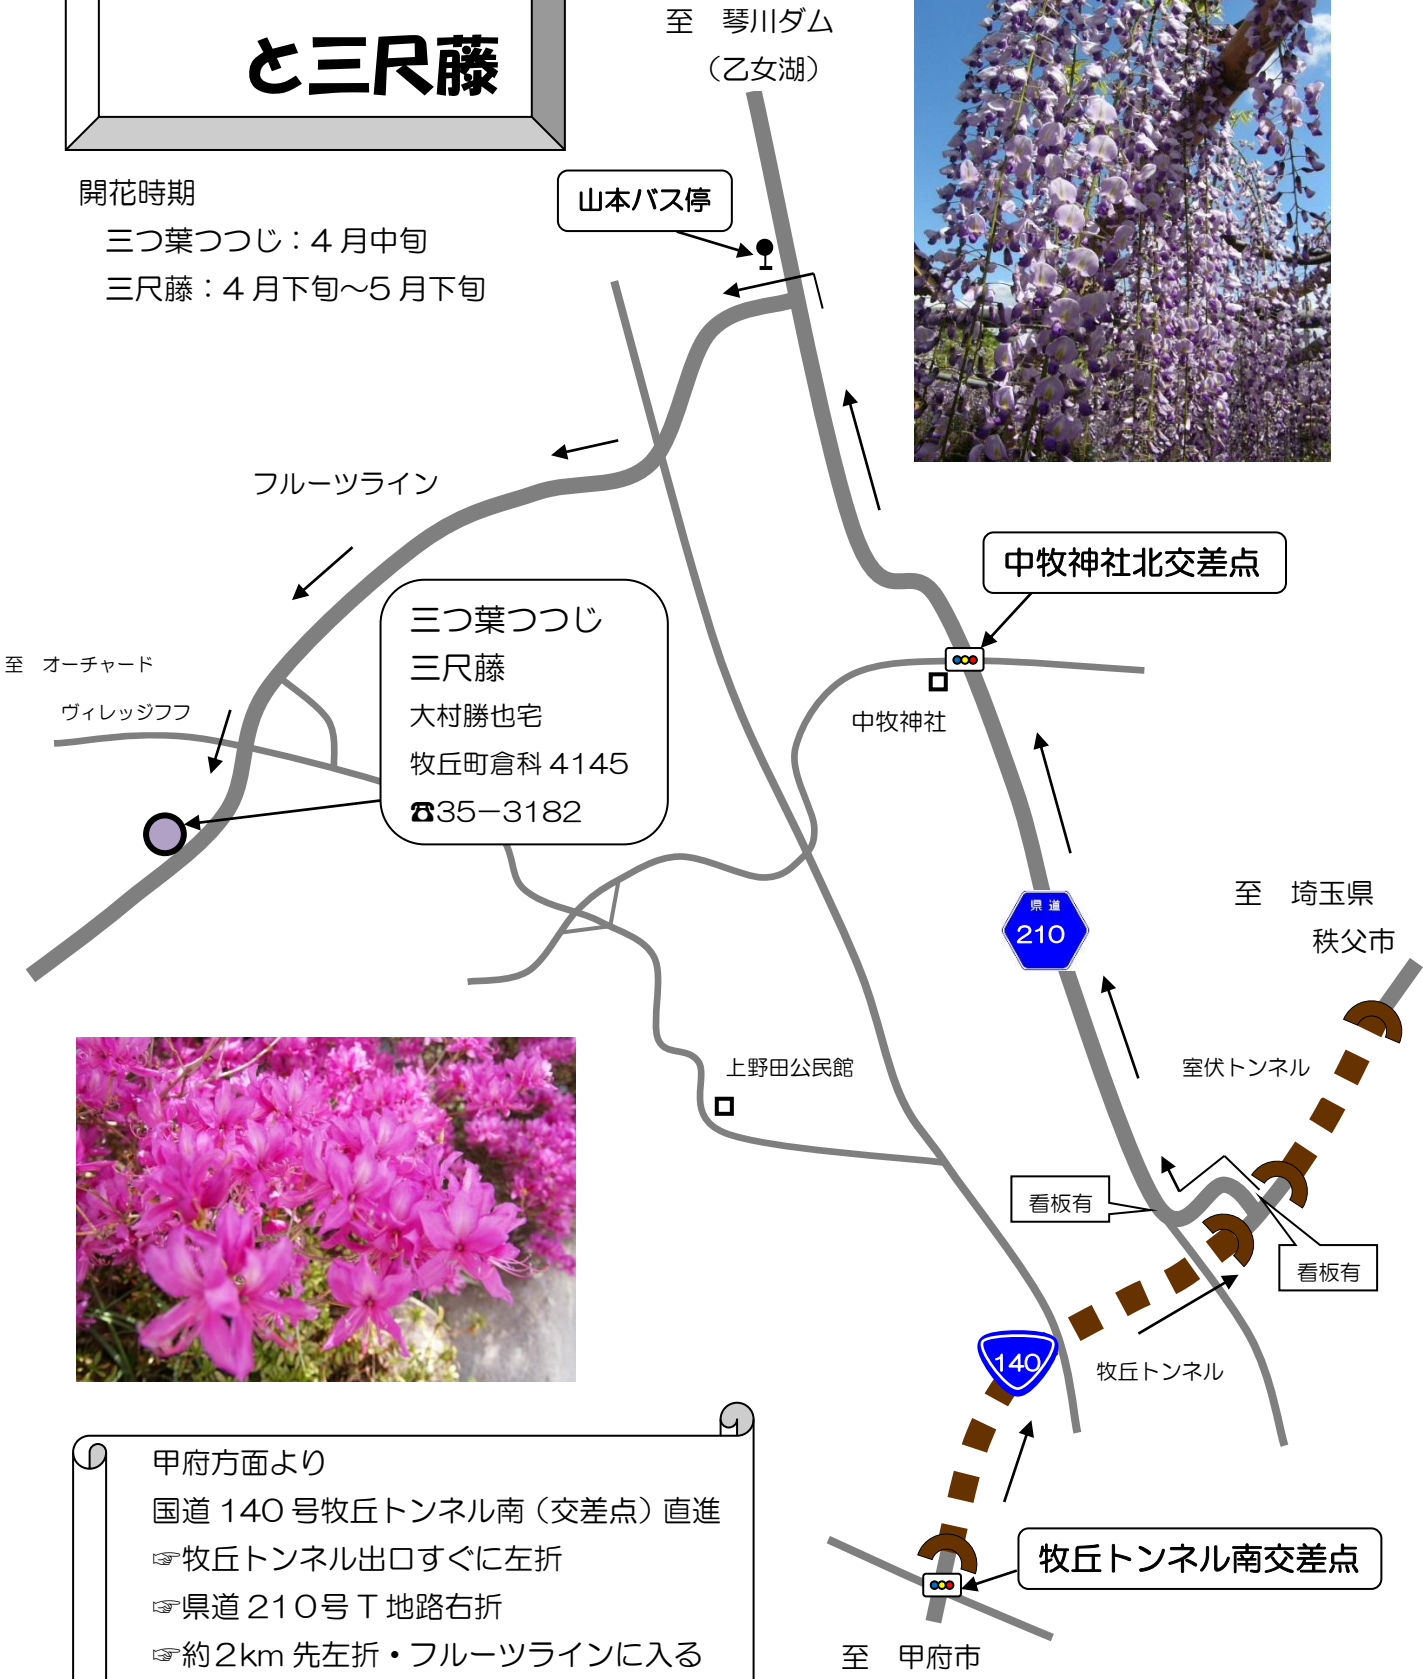 と三尺藤
至　琴川ダム
（乙女湖）
開花時期
三つ葉つつじ：4月中旬
三尺藤：4月下旬～5月下旬
山本バス停
フルーツライン
中牧神社北交差点
三つ葉つつじ
三尺藤
大村勝也宅
牧丘町倉科 4145
☎35－3182
至　オーチャード
ヴィレッジフフ
中牧神社
県道
210
至　埼玉県
秩父市
上野田公民館
室伏トンネル
看板有
看板有
140
牧丘トンネル
甲府方面より
国道 140 号牧丘トンネル南（交差点）直進
☞牧丘トンネル出口すぐに左折
☞県道210号T地路右折
☞約2km 先左折・フルーツラインに入る
牧丘トンネル南交差点
至　甲府市